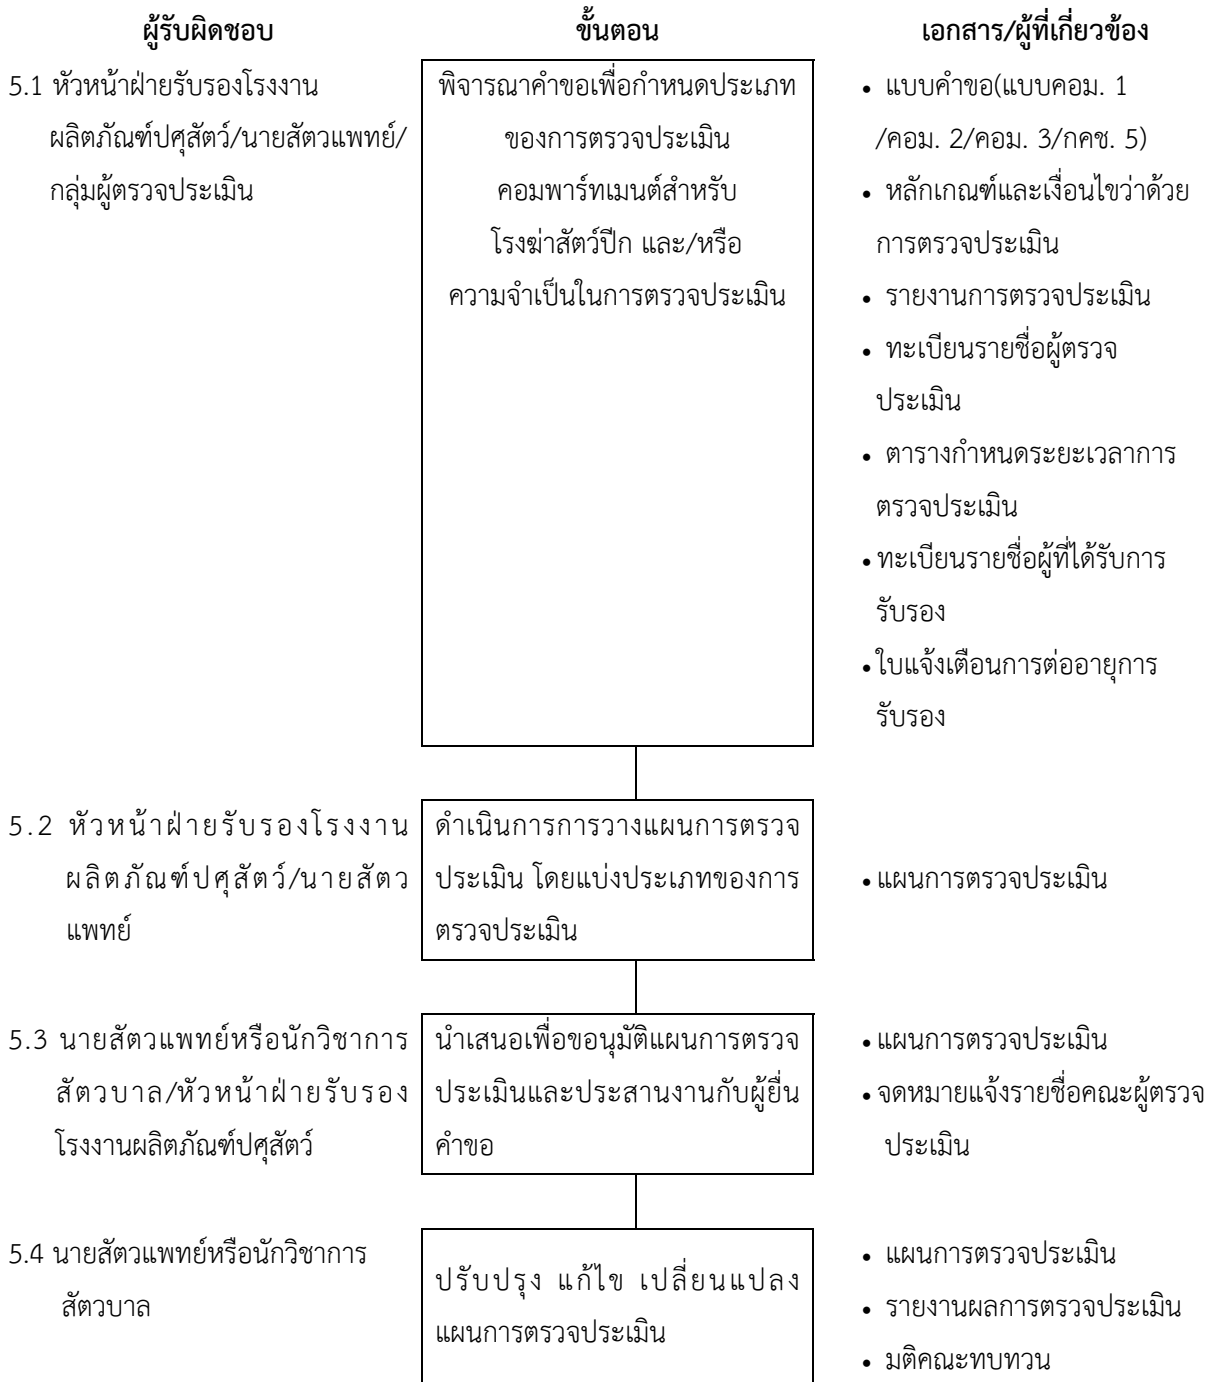 ผู้รับผิดชอบ ขั้นตอน เอกสาร/ผู้ที่เกี่ยวข้อง
5.1 หัวหน้าฝ่ายรับรองโรงงาน
ผลิตภัณฑ์ปศุสัตว์/นายสัตวแพทย์/
กลุ่มผู้ตรวจประเมิน
พิจารณาคำขอเพื่อกำหนดประเภท
ของการตรวจประเมิน
คอมพาร์ทเมนต์สำหรับ
โรงฆ่าสัตว์ปีก และ/หรือ
ความจำเป็นในการตรวจประเมิน
• แบบคำขอ(แบบคอม. 1
/คอม. 2/คอม. 3/กคช. 5)
• หลักเกณฑ์และเงื่อนไขว่าด้วย
การตรวจประเมิน
• รายงานการตรวจประเมิน
• ทะเบียนรายชื่อผู้ตรวจ
ประเมิน
• ตารางกำหนดระยะเวลาการ
ตรวจประเมิน
• ทะเบียนรายชื่อผู้ที่ได้รับการ
รับรอง
• ใบแจ้งเตือนการต่ออายุการ
รับรอง
5.2 หัวหน้าฝ่ายรับรองโรงงาน
ผลิตภัณฑ์ปศุสัตว์/นายสัตว
แพทย์
ดำเนินการการวางแผนการตรวจ
ประเมิน โดยแบ่งประเภทของการ
ตรวจประเมิน
• แผนการตรวจประเมิน
5.3 นายสัตวแพทย์หรือนักวิชาการ
สัตวบาล/หัวหน้าฝ่ายรับรอง
โรงงานผลิตภัณฑ์ปศุสัตว์
นำเสนอเพื่อขอนุมัติแผนการตรวจ
ประเมินและประสานงานกับผู้ยื่น
คำขอ
• แผนการตรวจประเมิน
• จดหมายแจ้งรายชื่อคณะผู้ตรวจ
ประเมิน
5.4 นายสัตวแพทย์หรือนักวิชาการ
สัตวบาล
ปรับปรุง แก้ไข เปลี่ยนแปลง
แผนการตรวจประเมิน
• แผนการตรวจประเมิน
• รายงานผลการตรวจประเมิน
• มติคณะทบทวน